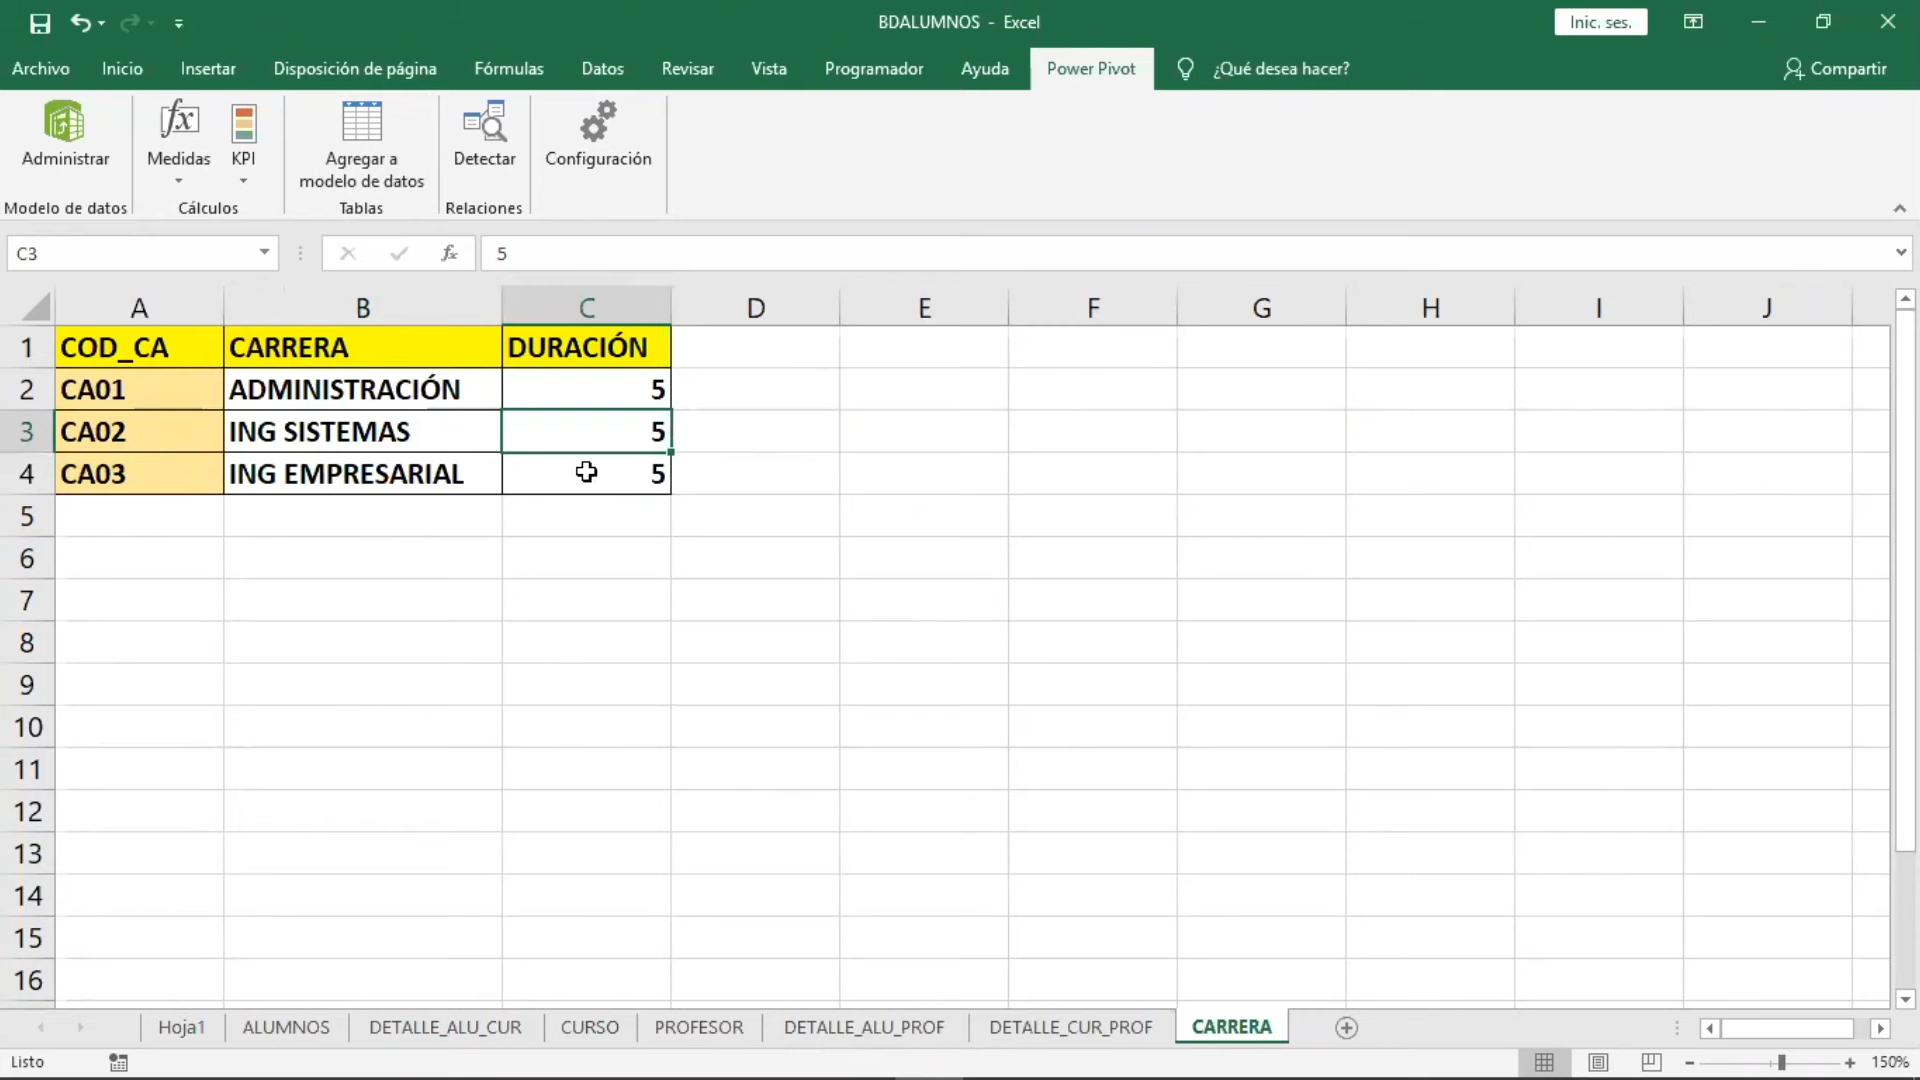 BDALUMNOS - Excel
Inic. ses.
Archivo Inicio Insertar Disposición de página Fórmulas Datos Revisar Vista Programador Ayuda Power Pivot ¿Qué desea hacer? Compartir
Administrar Medidas KPI Agregar a modelo de datos Detectar Configuración
Modelo de datos Cálculos Tablas Relaciones
C3 fx 5
A B C D E F G H I J
1 COD_CA CARRERA DURACIÓN
2 CA01 ADMINISTRACIÓN 5
3 CA02 ING SISTEMAS 5
4 CA03 ING EMPRESARIAL 5
5
6
7
8
9
10
11
12
13
14
15
16
Hoja1 ALUMNOS DETALLE_ALU_CUR CURSO PROFESOR DETALLE_ALU_PROF DETALLE_CUR_PROF CARRERA
Listo 150%